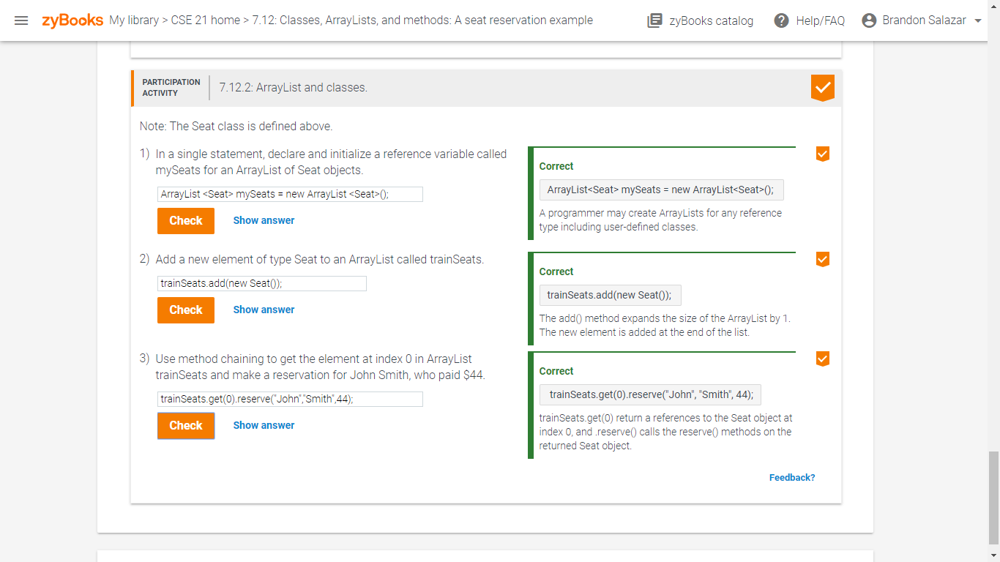 zyBooks My library > CSE 21 home > 7.12: Classes, ArrayLists, and methods: A seat reservation example zyBooks catalog Help/FAQ Brandon Salazar
PARTICIPATION
ACTIVITY
7.12.2: ArrayList and classes.
Note: The Seat class is defined above.
1) In a single statement, declare and initialize a reference variable called
mySeats for an ArrayList of Seat objects.
ArrayList <Seat> mySeats = new ArrayList <Seat>();
Check Show answer
Correct
ArrayList<Seat> mySeats = new ArrayList<Seat>();
A programmer may create ArrayLists for any reference
type including user-defined classes.
2) Add a new element of type Seat to an ArrayList called trainSeats.
trainSeats.add(new Seat());
Check Show answer
Correct
trainSeats.add(new Seat());
The add() method expands the size of the ArrayList by 1.
The new element is added at the end of the list.
3) Use method chaining to get the element at index 0 in ArrayList
trainSeats and make a reservation for John Smith, who paid $44.
trainSeats.get(0).reserve("John","Smith",44);
Check Show answer
Correct
trainSeats.get(0).reserve("John", "Smith", 44);
trainSeats.get(0) return a references to the Seat object at
index 0, and .reserve() calls the reserve() methods on the
returned Seat object.
Feedback?